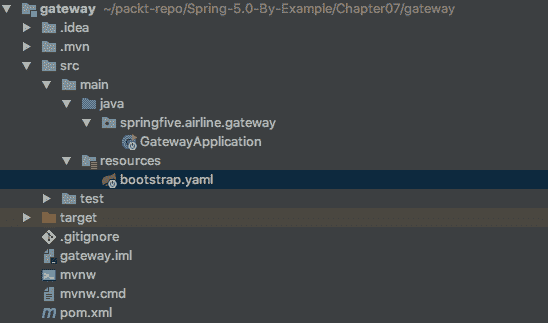 gateway ~/packt-repo/Spring-5.0-By-Example/Chapter07/gateway
.idea
.mvn
src
main
java
springfive.airline.gateway
GatewayApplication
resources
bootstrap.yaml
test
target
.gitignore
gateway.iml
mvnw
mvnw.cmd
pom.xml